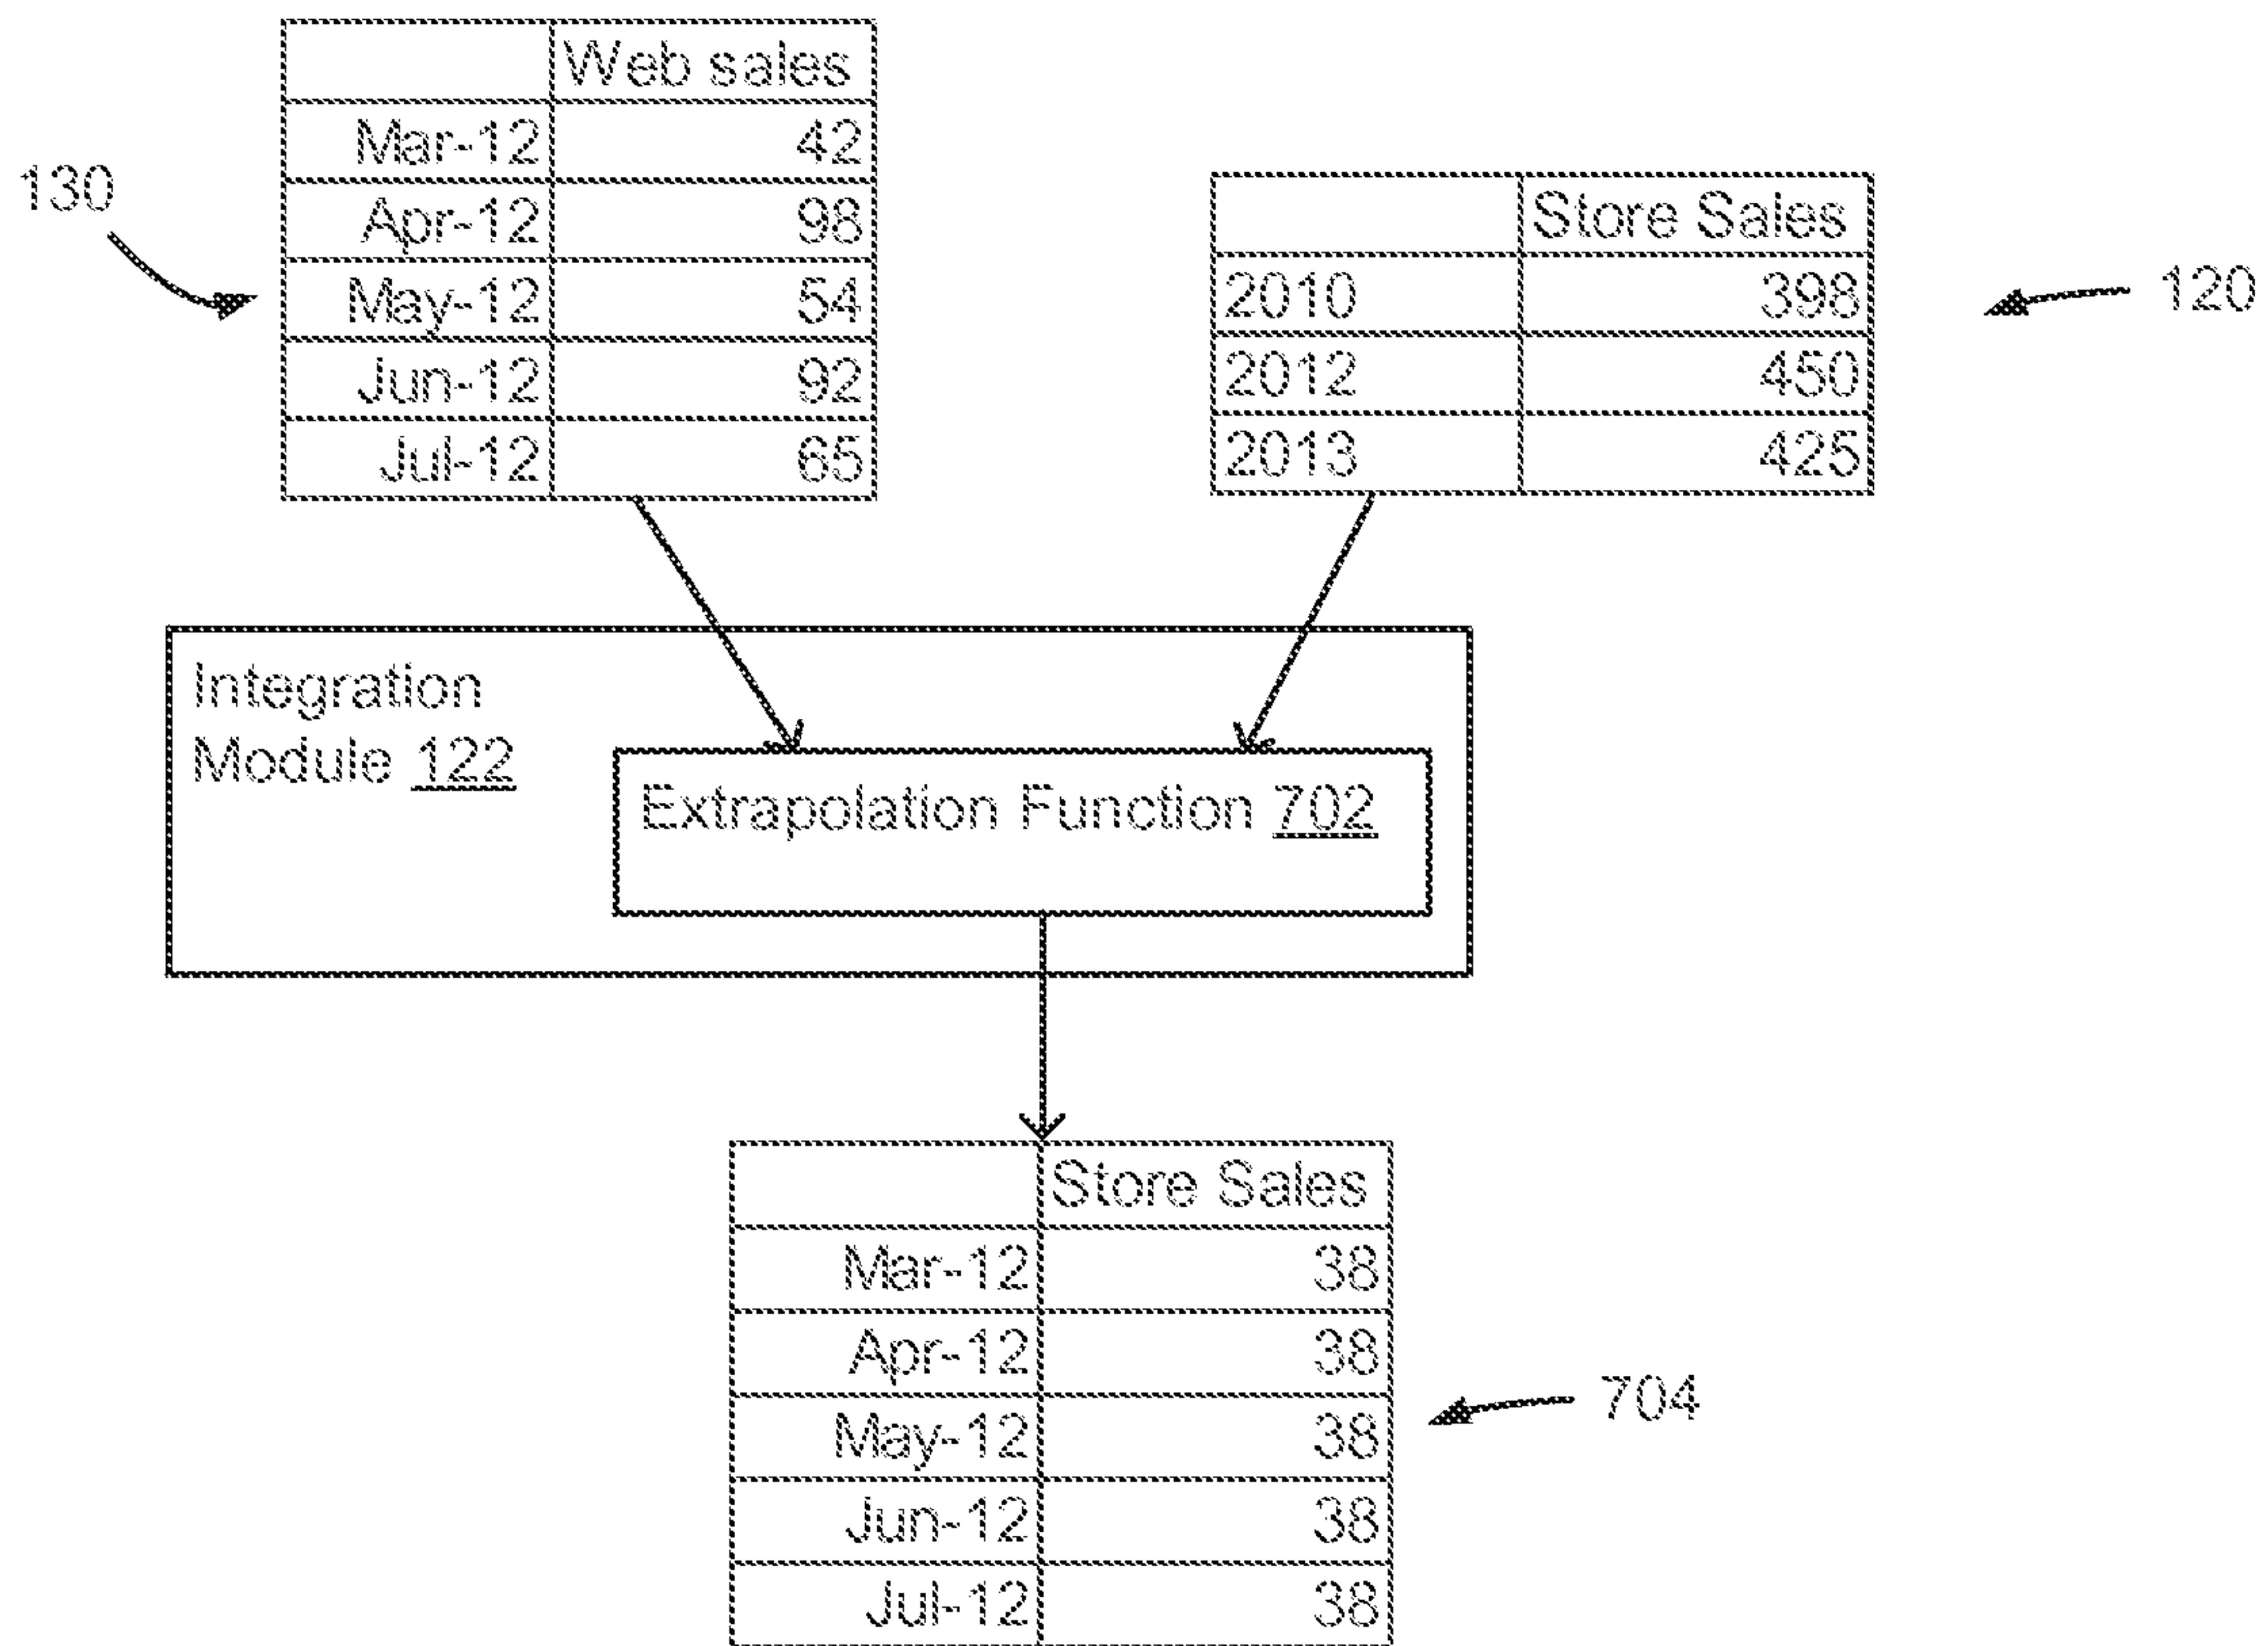 Web sales
Mar-12 42
Apr-12 98
May-12 54
Jun-12 92
Jul-12 65
130
Store Sales
2010 398
2012 450
2013 425
120
Integration
Module 122
Extrapolation Function 702
Store Sales
Mar-12 38
Apr-12 38
May-12 38
Jun-12 38
Jul-12 38
704